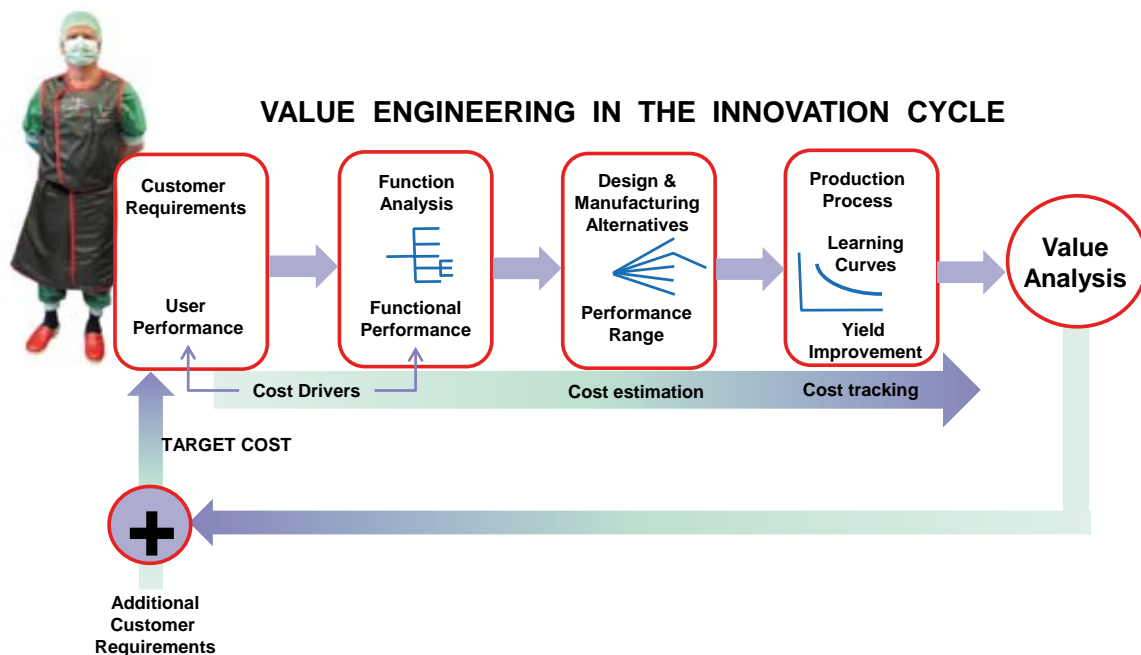 VALUE ENGINEERING IN THE INNOVATION CYCLE
Customer
Requirements
User
Performance
Function
Analysis
Functional
Performance
Design &
Manufacturing
Alternatives
Performance
Range
Production
Process
Learning
Curves
Yield
Improvement
Value
Analysis
Cost Drivers
Cost estimation
Cost tracking
TARGET COST
+
Additional
Customer
Requirements